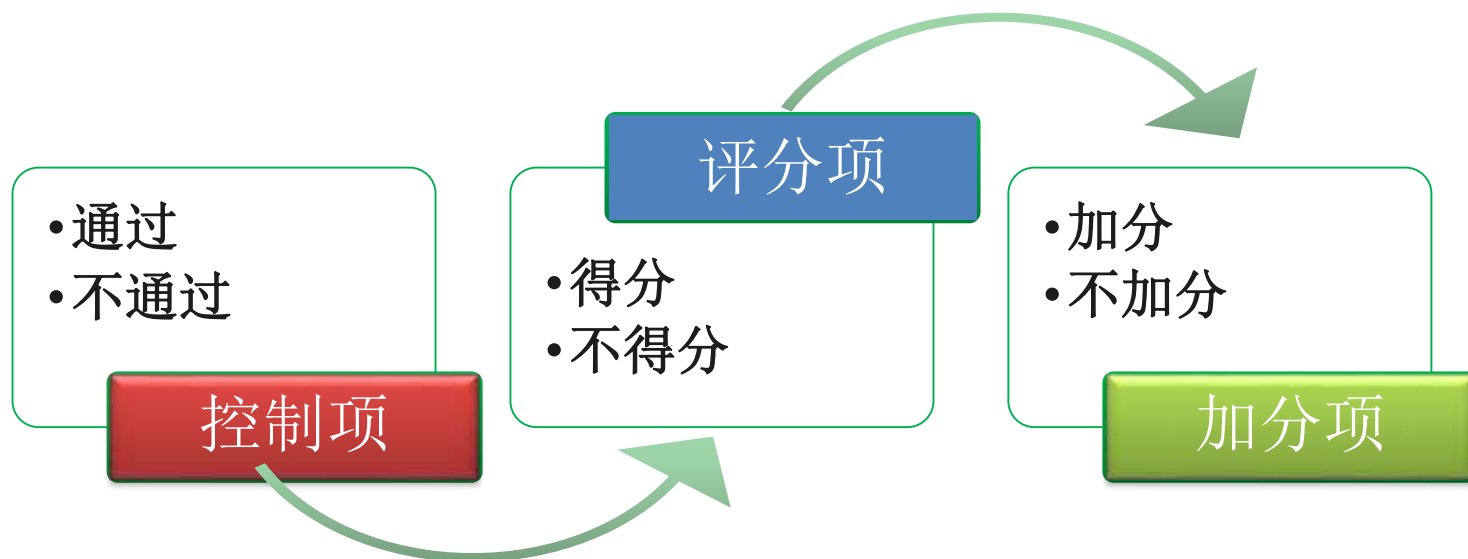 •通过
•不通过
控制项
评分项
•得分
•不得分
•加分
•不加分
加分项